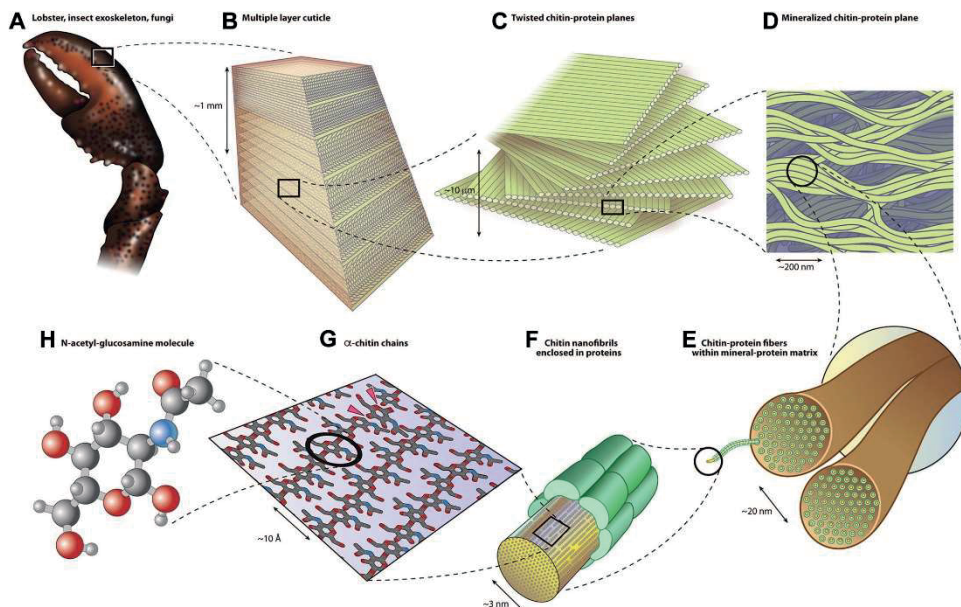 A Lobster, insect exoskeleton, fungi
B Multiple layer cuticle
C Twisted chitin-protein planes
D Mineralized chitin-protein plane
~1 mm
~10 µm
~200 nm
H N-acetyl-glucosamine molecule
G α-chitin chains
F Chitin nanofibrils
enclosed in proteins
E Chitin-protein fibers
within mineral-protein matrix
~10 Å
~3 nm
~20 nm